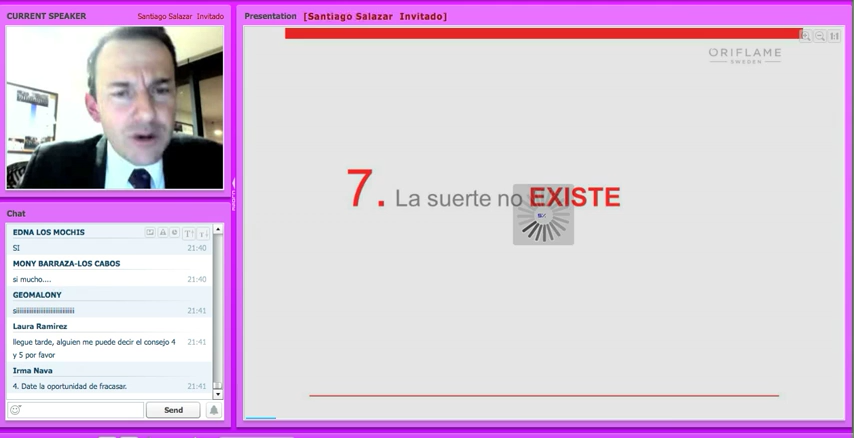 CURRENT SPEAKER
Santiago Salazar Invitado
Presentation [Santiago Salazar Invitado]
ORIFLAME
SWEDEN
7. La suerte no EXISTE
Chat
EDNA LOS MOCHIS
SI 21:40
MONY BARRAZA-LOS CABOS
si mucho.... 21:40
GEOMALONY
21:41
Laura Ramirez
llegue tarde, alguien me puede decir el consejo 4 21:41
y 5 por favor
Irma Nava
4. Date la oportunidad de fracasar. 21:41
Send